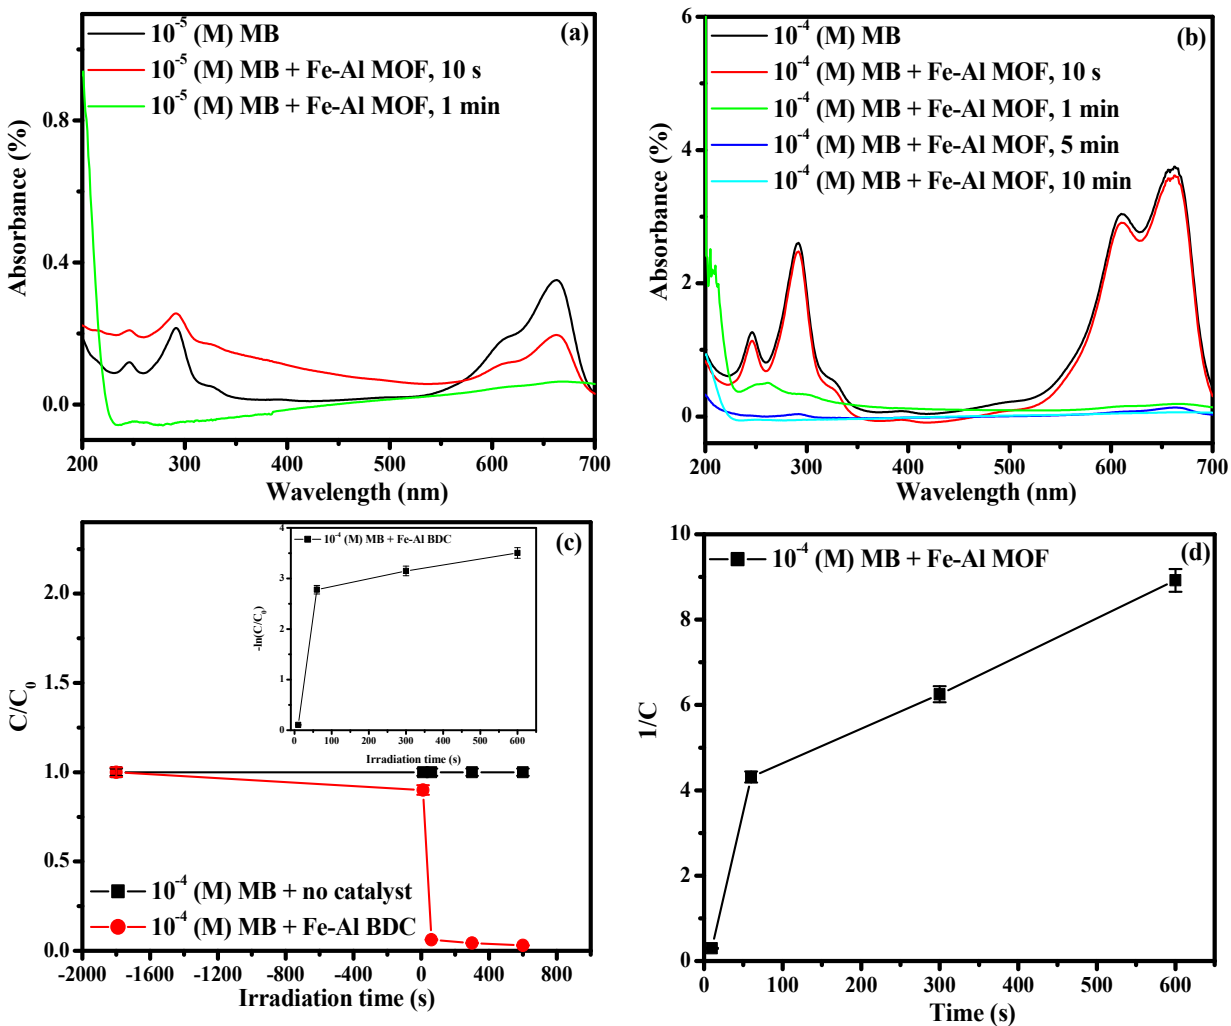 (a)
10⁻⁵ (M) MB
10⁻⁵ (M) MB + Fe-Al MOF, 10 s
10⁻⁵ (M) MB + Fe-Al MOF, 1 min
Absorbance (%)
0.8
0.4
0.0
200 300 400 500 600 700
Wavelength (nm)
(b)
10⁻⁴ (M) MB
10⁻⁴ (M) MB + Fe-Al MOF, 10 s
10⁻⁴ (M) MB + Fe-Al MOF, 1 min
10⁻⁴ (M) MB + Fe-Al MOF, 5 min
10⁻⁴ (M) MB + Fe-Al MOF, 10 min
Absorbance (%)
6
4
2
0
200 300 400 500 600 700
Wavelength (nm)
(c)
C/C₀
2.0
1.5
1.0
0.5
0.0
-2000 -1600 -1200 -800 -400 0 400 800
Irradiation time (s)
10⁻⁴ (M) MB + no catalyst
10⁻⁴ (M) MB + Fe-Al BDC
10⁻⁴ (M) MB + Fe-Al BDC
-ln(C/C₀)
4
3
2
1
0
0 100 200 300 400 500 600
Irradiation time (s)
(d)
10⁻⁴ (M) MB + Fe-Al MOF
1/C
10
8
6
4
2
0
0 100 200 300 400 500 600
Time (s)